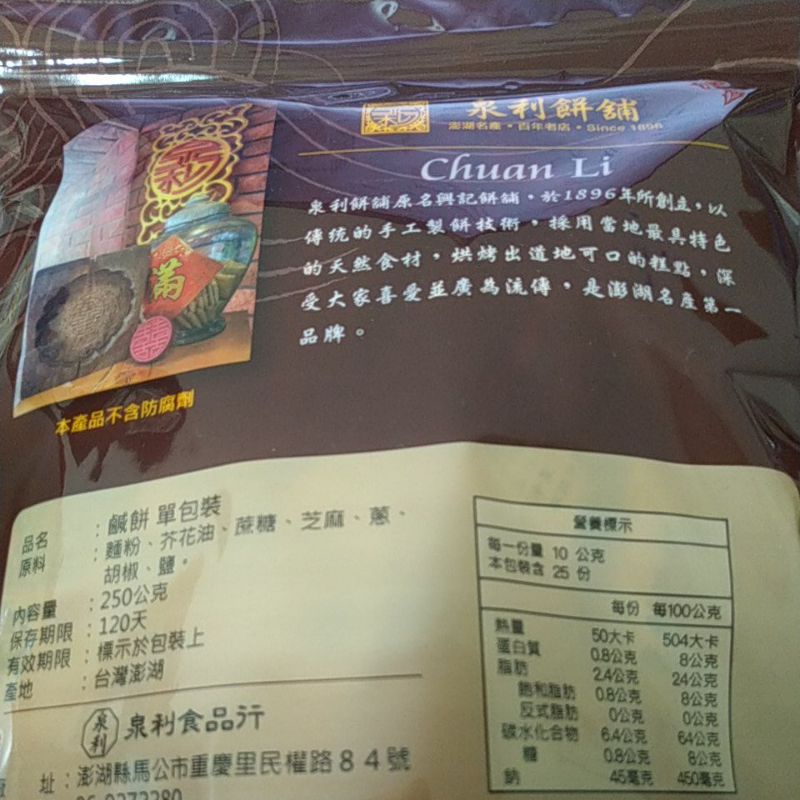 泉利餅舖
澎湖名產・百年老店・Since 1896
Chuan Li
泉利餅舖原名興記餅舖，於1896年所創立，以
傳統的手工製餅技術，採用當地最具特色
的天然食材，烘烤出道地可口的糕點，深
受大家喜愛並廣為流傳，是澎湖名產第一
品牌。
滿
本產品不含防腐劑
品名：鹹餅 單包裝
原料：麵粉、芥花油、蔗糖、芝麻、蔥、
胡椒、鹽。
內容量：250公克
保存期限：120天
有效期限：標示於包裝上
產地：台灣澎湖
泉利 泉利食品行
址：澎湖縣馬公市重慶里民權路84號
營養標示
每一份量 10 公克
本包裝含 25 份
每份 每100公克
熱量 50大卡 504大卡
蛋白質 0.8公克 8公克
脂肪 2.4公克 24公克
飽和脂肪 0.8公克 8公克
反式脂肪 0公克 0公克
碳水化合物 6.4公克 64公克
糖 0.8公克 8公克
鈉 45毫克 450毫克